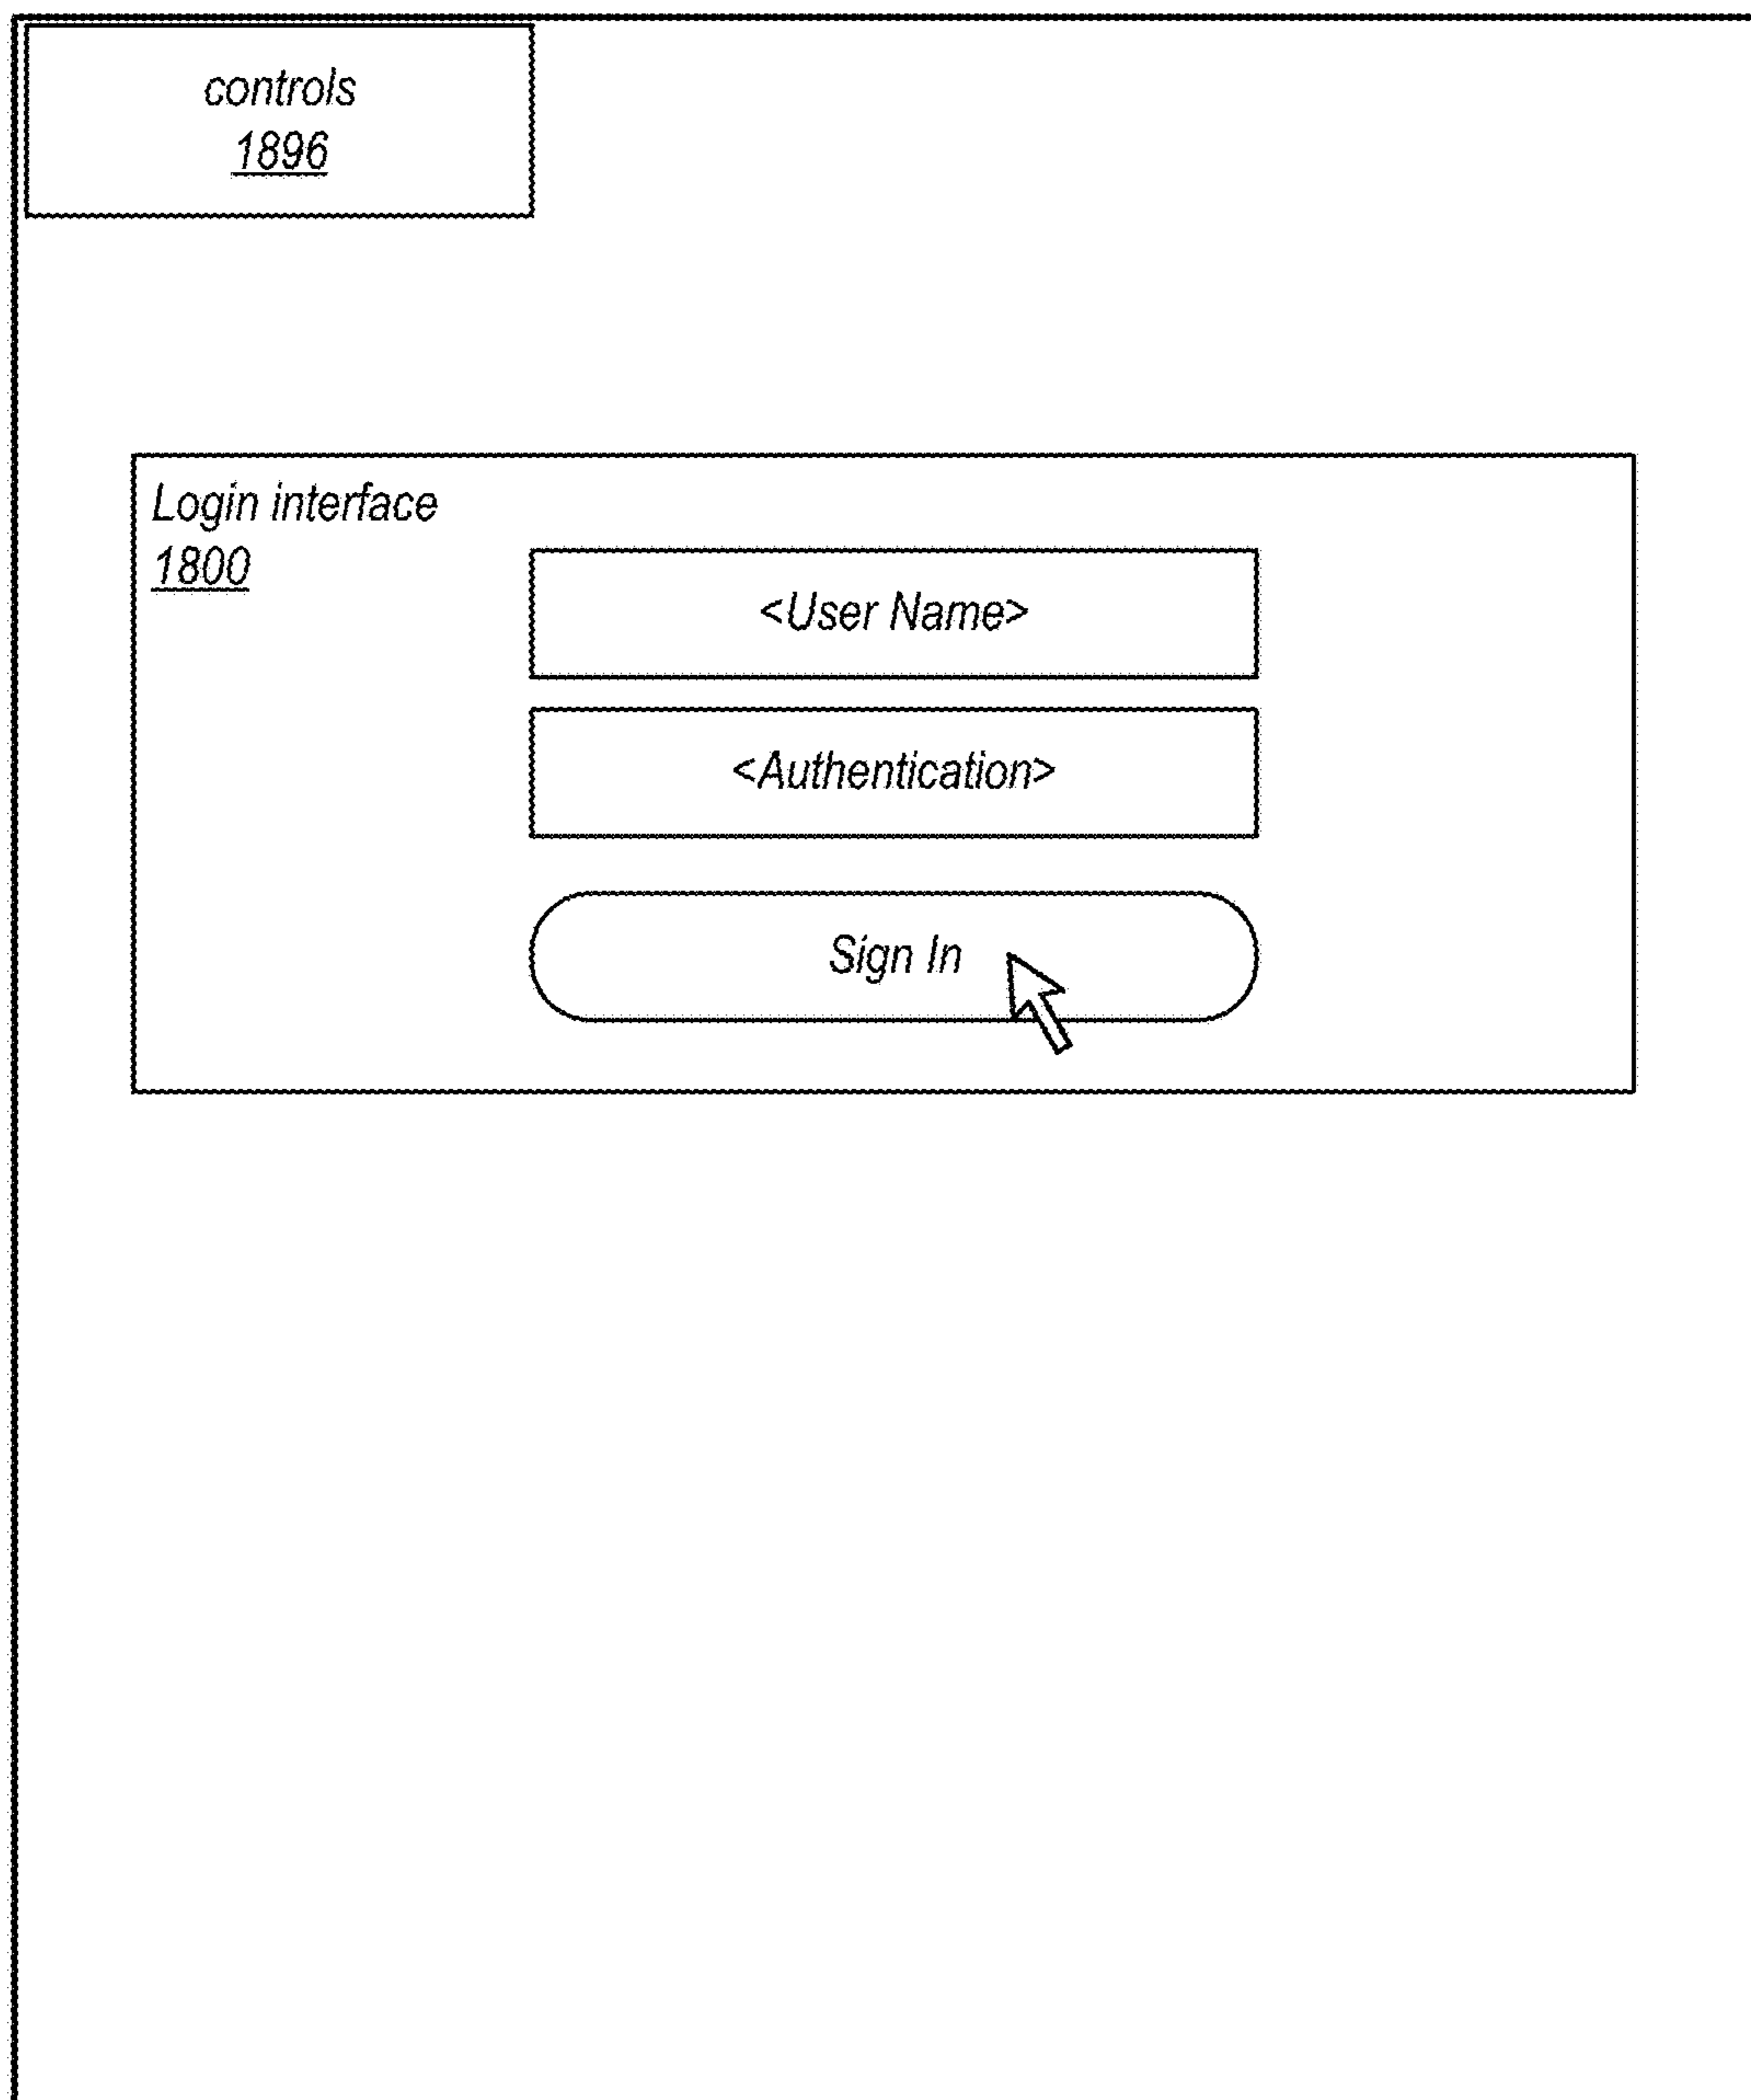 controls
1896
Login interface
1800
<User Name>
<Authentication>
Sign In